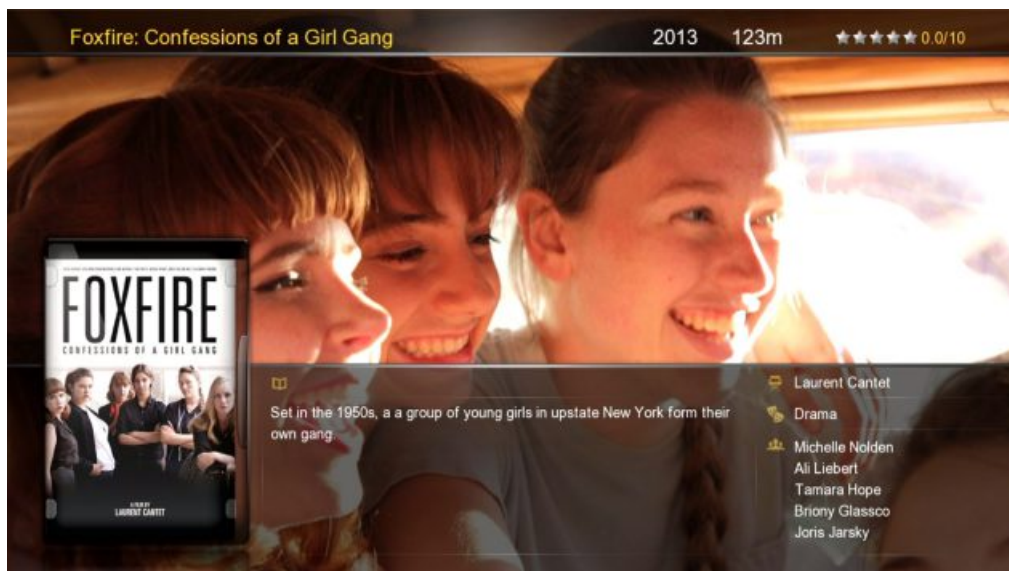 Foxfire: Confessions of a Girl Gang 2013 123m 0.0/10
FOXFIRE
CONFESSIONS OF A GIRL GANG
A FILM BY
LAURENT CANTET
Set in the 1950s, a a group of young girls in upstate New York form their
own gang.
Laurent Cantet
Drama
Michelle Nolden
Ali Liebert
Tamara Hope
Briony Glassco
Joris Jarsky